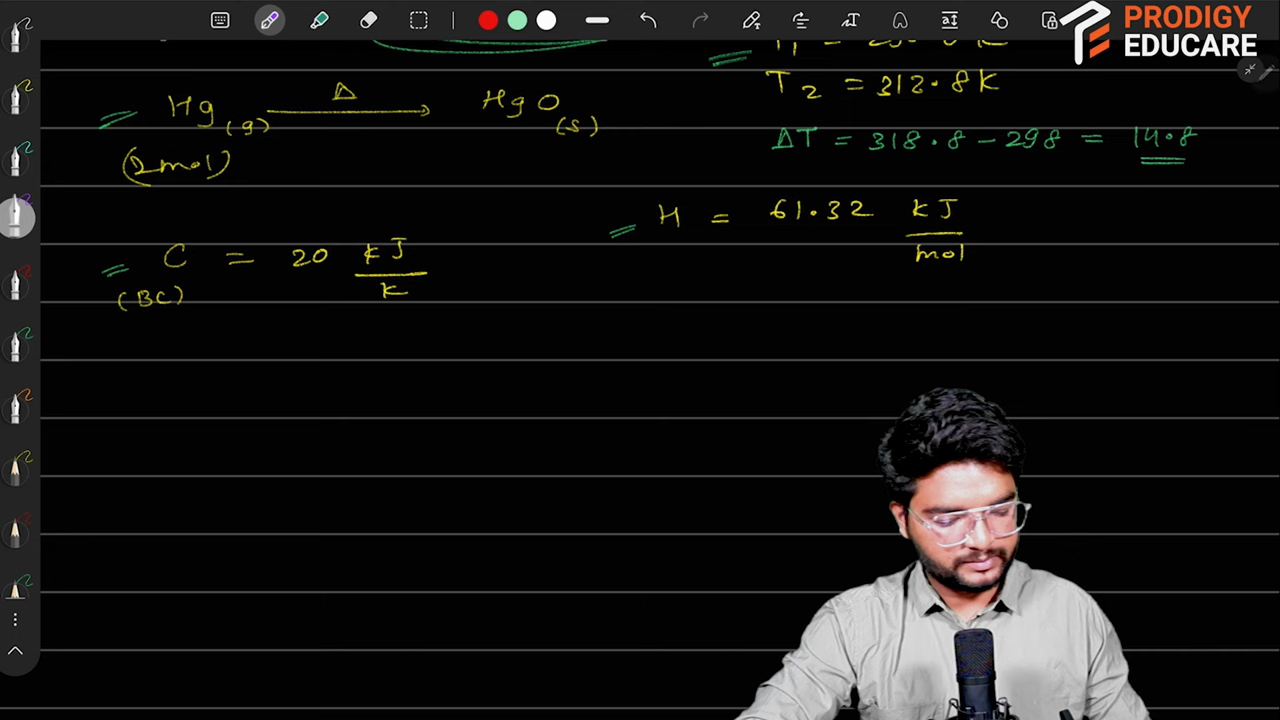 PRODIGY
EDUCARE
T₂ = 312.8K
Hg(g) —Δ→ HgO(s)
(2mol)
ΔT = 318.8 – 298 = 14.8
H = 61.32 kJ/mol
C(BC) = 20 kJ/K